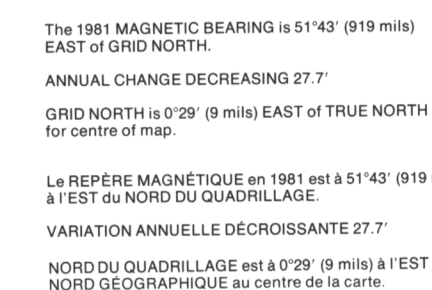 The 1981 MAGNETIC BEARING is 51°43′ (919 mils)
EAST of GRID NORTH.
ANNUAL CHANGE DECREASING 27.7′
GRID NORTH is 0°29′ (9 mils) EAST of TRUE NORTH
for centre of map.
Le REPÈRE MAGNÉTIQUE en 1981 est à 51°43′ (919
à l'EST du NORD DU QUADRILLAGE.
VARIATION ANNUELLE DÉCROISSANTE 27.7′
NORD DU QUADRILLAGE est à 0°29′ (9 mils) à l'EST
NORD GÉOGRAPHIQUE au centre de la carte.